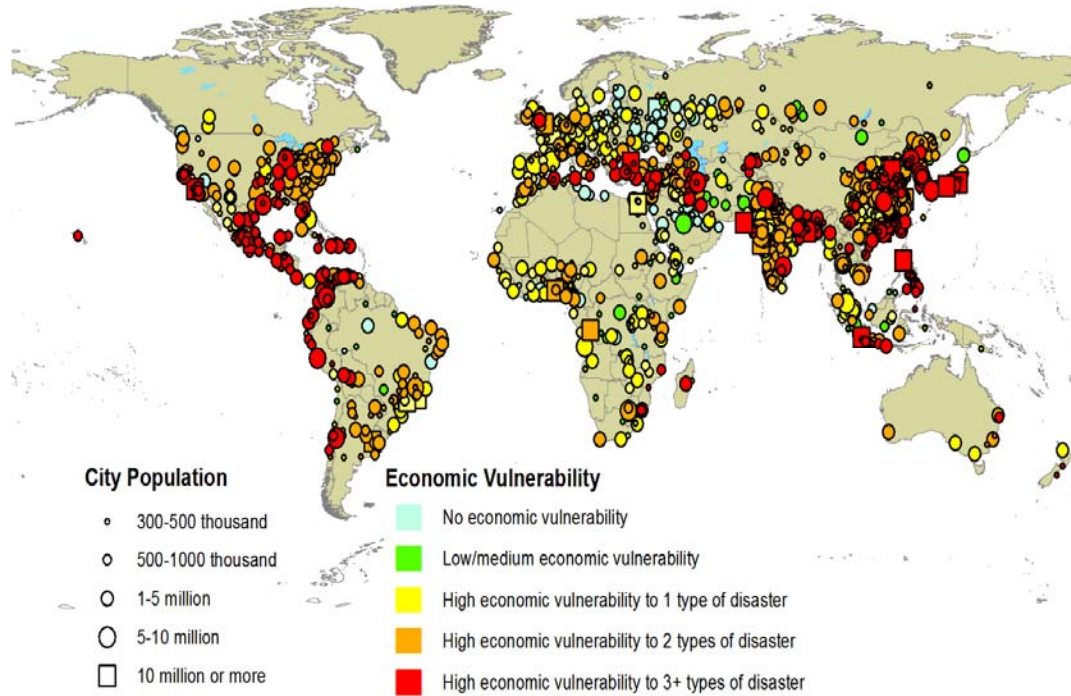 City Population
300-500 thousand
500-1000 thousand
1-5 million
5-10 million
10 million or more
Economic Vulnerability
No economic vulnerability
Low/medium economic vulnerability
High economic vulnerability to 1 type of disaster
High economic vulnerability to 2 types of disaster
High economic vulnerability to 3+ types of disaster